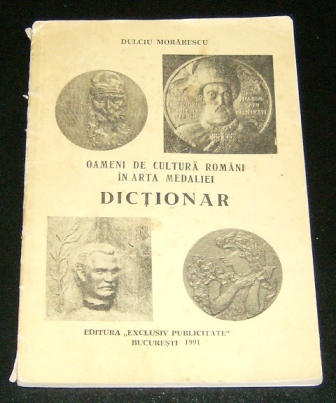 DULCIU MORĂRESCU
OAMENI DE CULTURĂ ROMÂNI
ÎN ARTA MEDALIEI
DICȚIONAR
EDITURA „EXCLUSIV PUBLICITATE"
BUCUREȘTI 1991